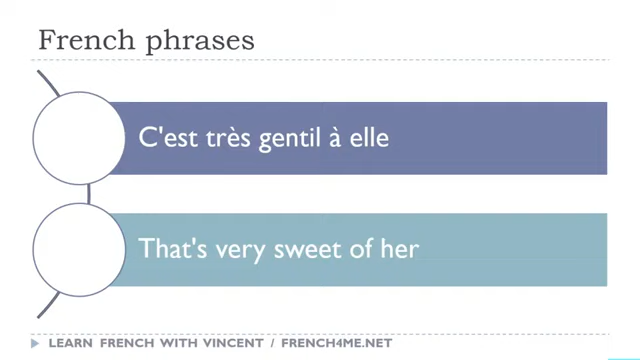 French phrases
C'est très gentil à elle
That's very sweet of her
LEARN FRENCH WITH VINCENT / FRENCH4ME.NET